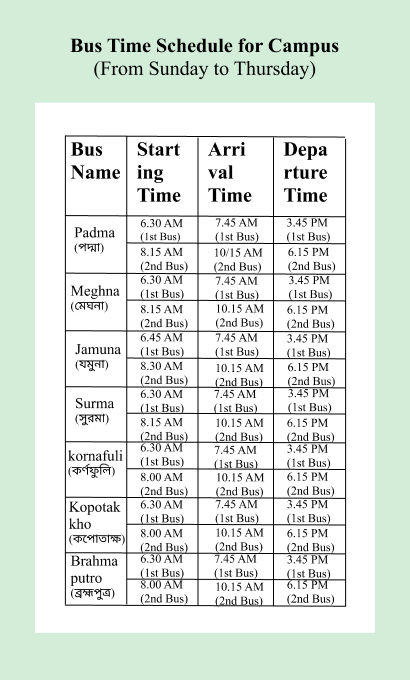 Bus Time Schedule for Campus
(From Sunday to Thursday)
Bus Name Start ing Time Arri val Time Depa rture Time
Padma (পদ্মা)
6.30 AM (1st Bus) 7.45 AM (1st Bus) 3.45 PM (1st Bus)
8.15 AM (2nd Bus) 10/15 AM (2nd Bus) 6.15 PM (2nd Bus)
Meghna (মেঘনা)
6.30 AM (1st Bus) 7.45 AM (1st Bus) 3.45 PM (1st Bus)
8.15 AM (2nd Bus) 10.15 AM (2nd Bus) 6.15 PM (2nd Bus)
Jamuna (যমুনা)
6.45 AM (1st Bus) 7.45 AM (1st Bus) 3.45 PM (1st Bus)
8.30 AM (2nd Bus) 10.15 AM (2nd Bus) 6.15 PM (2nd Bus)
Surma (সুরমা)
6.30 AM (1st Bus) 7.45 AM (1st Bus) 3.45 PM (1st Bus)
8.15 AM (2nd Bus) 10.15 AM (2nd Bus) 6.15 PM (2nd Bus)
kornafuli (কর্ণফুলি)
6.30 AM (1st Bus) 7.45 AM (1st Bus) 3.45 PM (1st Bus)
8.00 AM (2nd Bus) 10.15 AM (2nd Bus) 6.15 PM (2nd Bus)
Kopotak kho (কপোতাক্ষ)
6.30 AM (1st Bus) 7.45 AM (1st Bus) 3.45 PM (1st Bus)
8.00 AM (2nd Bus) 10.15 AM (2nd Bus) 6.15 PM (2nd Bus)
Brahma putro (ব্রহ্মপুত্র)
6.30 AM (1st Bus) 7.45 AM (1st Bus) 3.45 PM (1st Bus)
8.00 AM (2nd Bus) 10.15 AM (2nd Bus) 6.15 PM (2nd Bus)